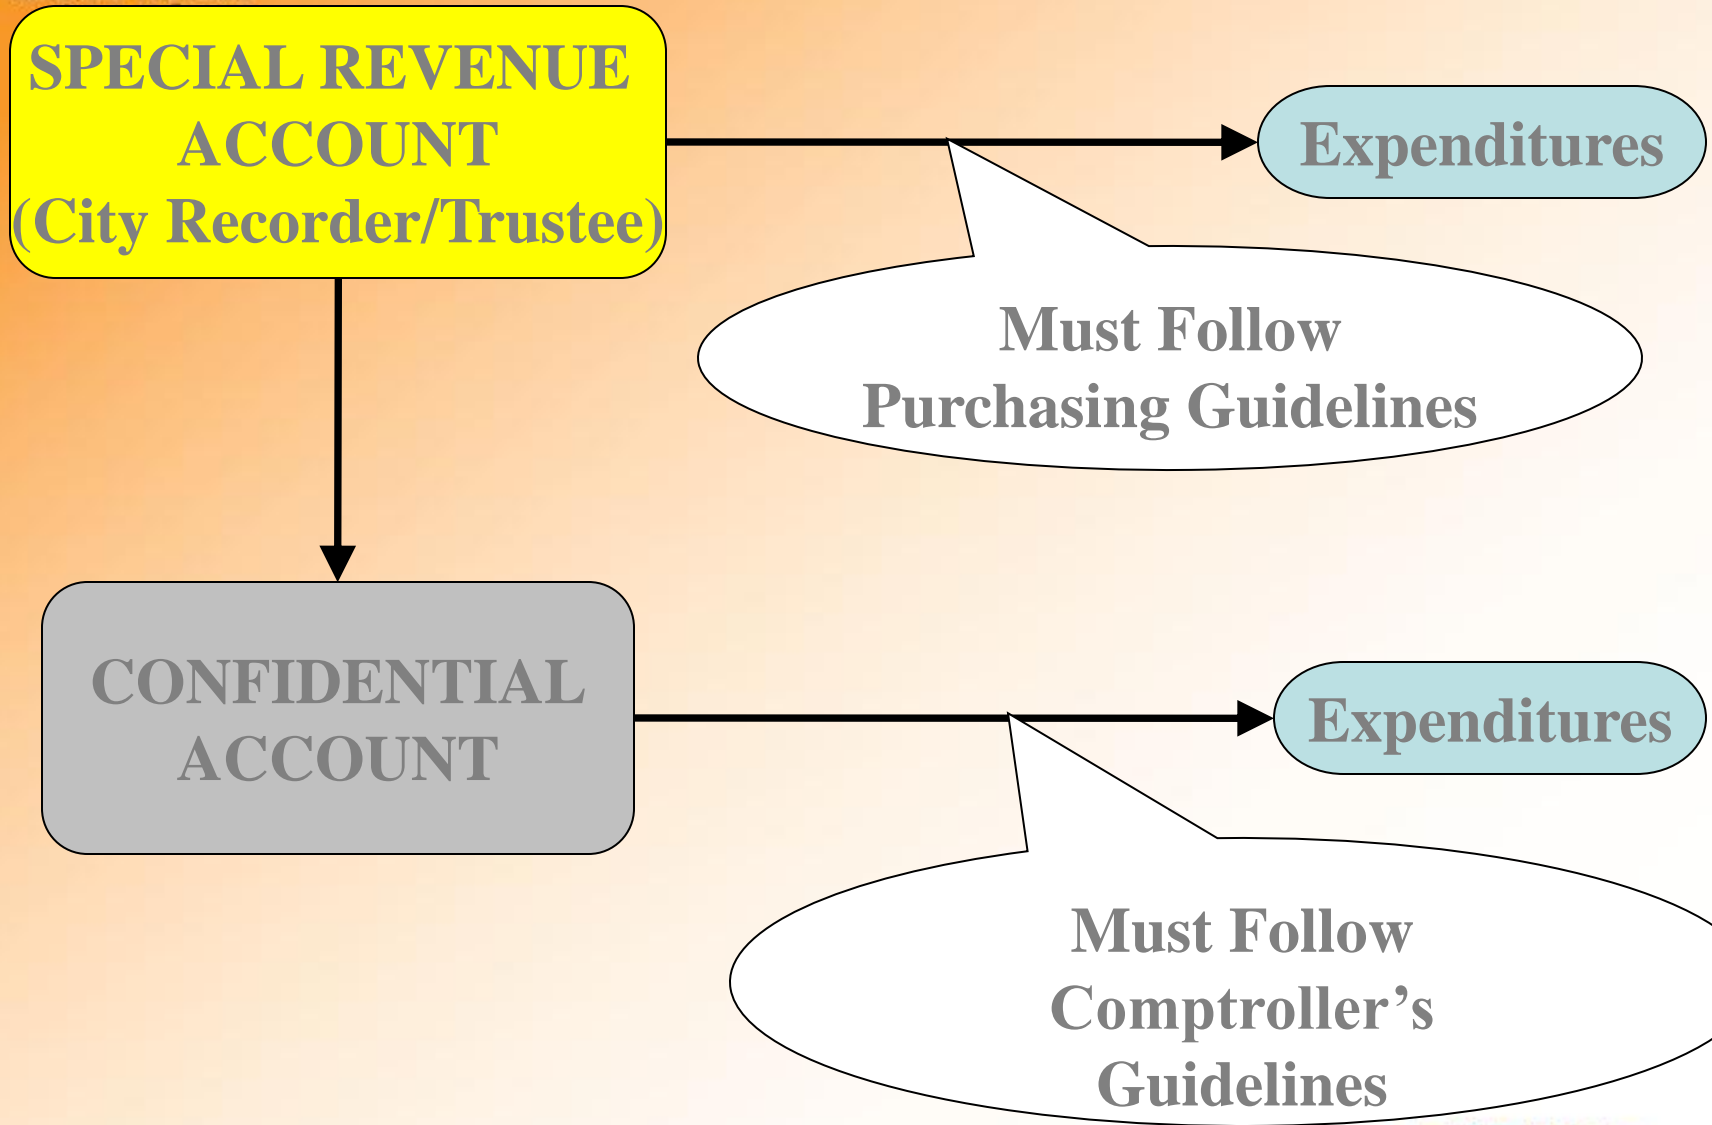 SPECIAL REVENUE
ACCOUNT
(City Recorder/Trustee)
Expenditures
Must Follow
Purchasing Guidelines
CONFIDENTIAL
ACCOUNT
Expenditures
Must Follow
Comptroller’s
Guidelines